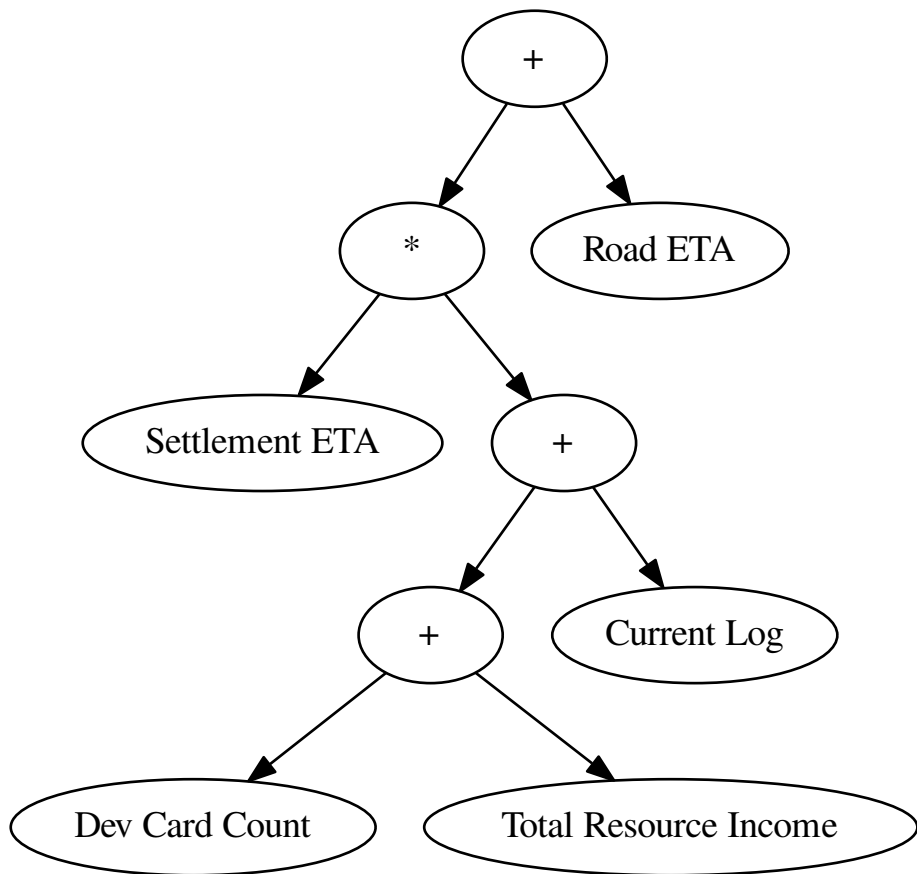 +
*
Road ETA
Settlement ETA
+
+
Current Log
Dev Card Count
Total Resource Income